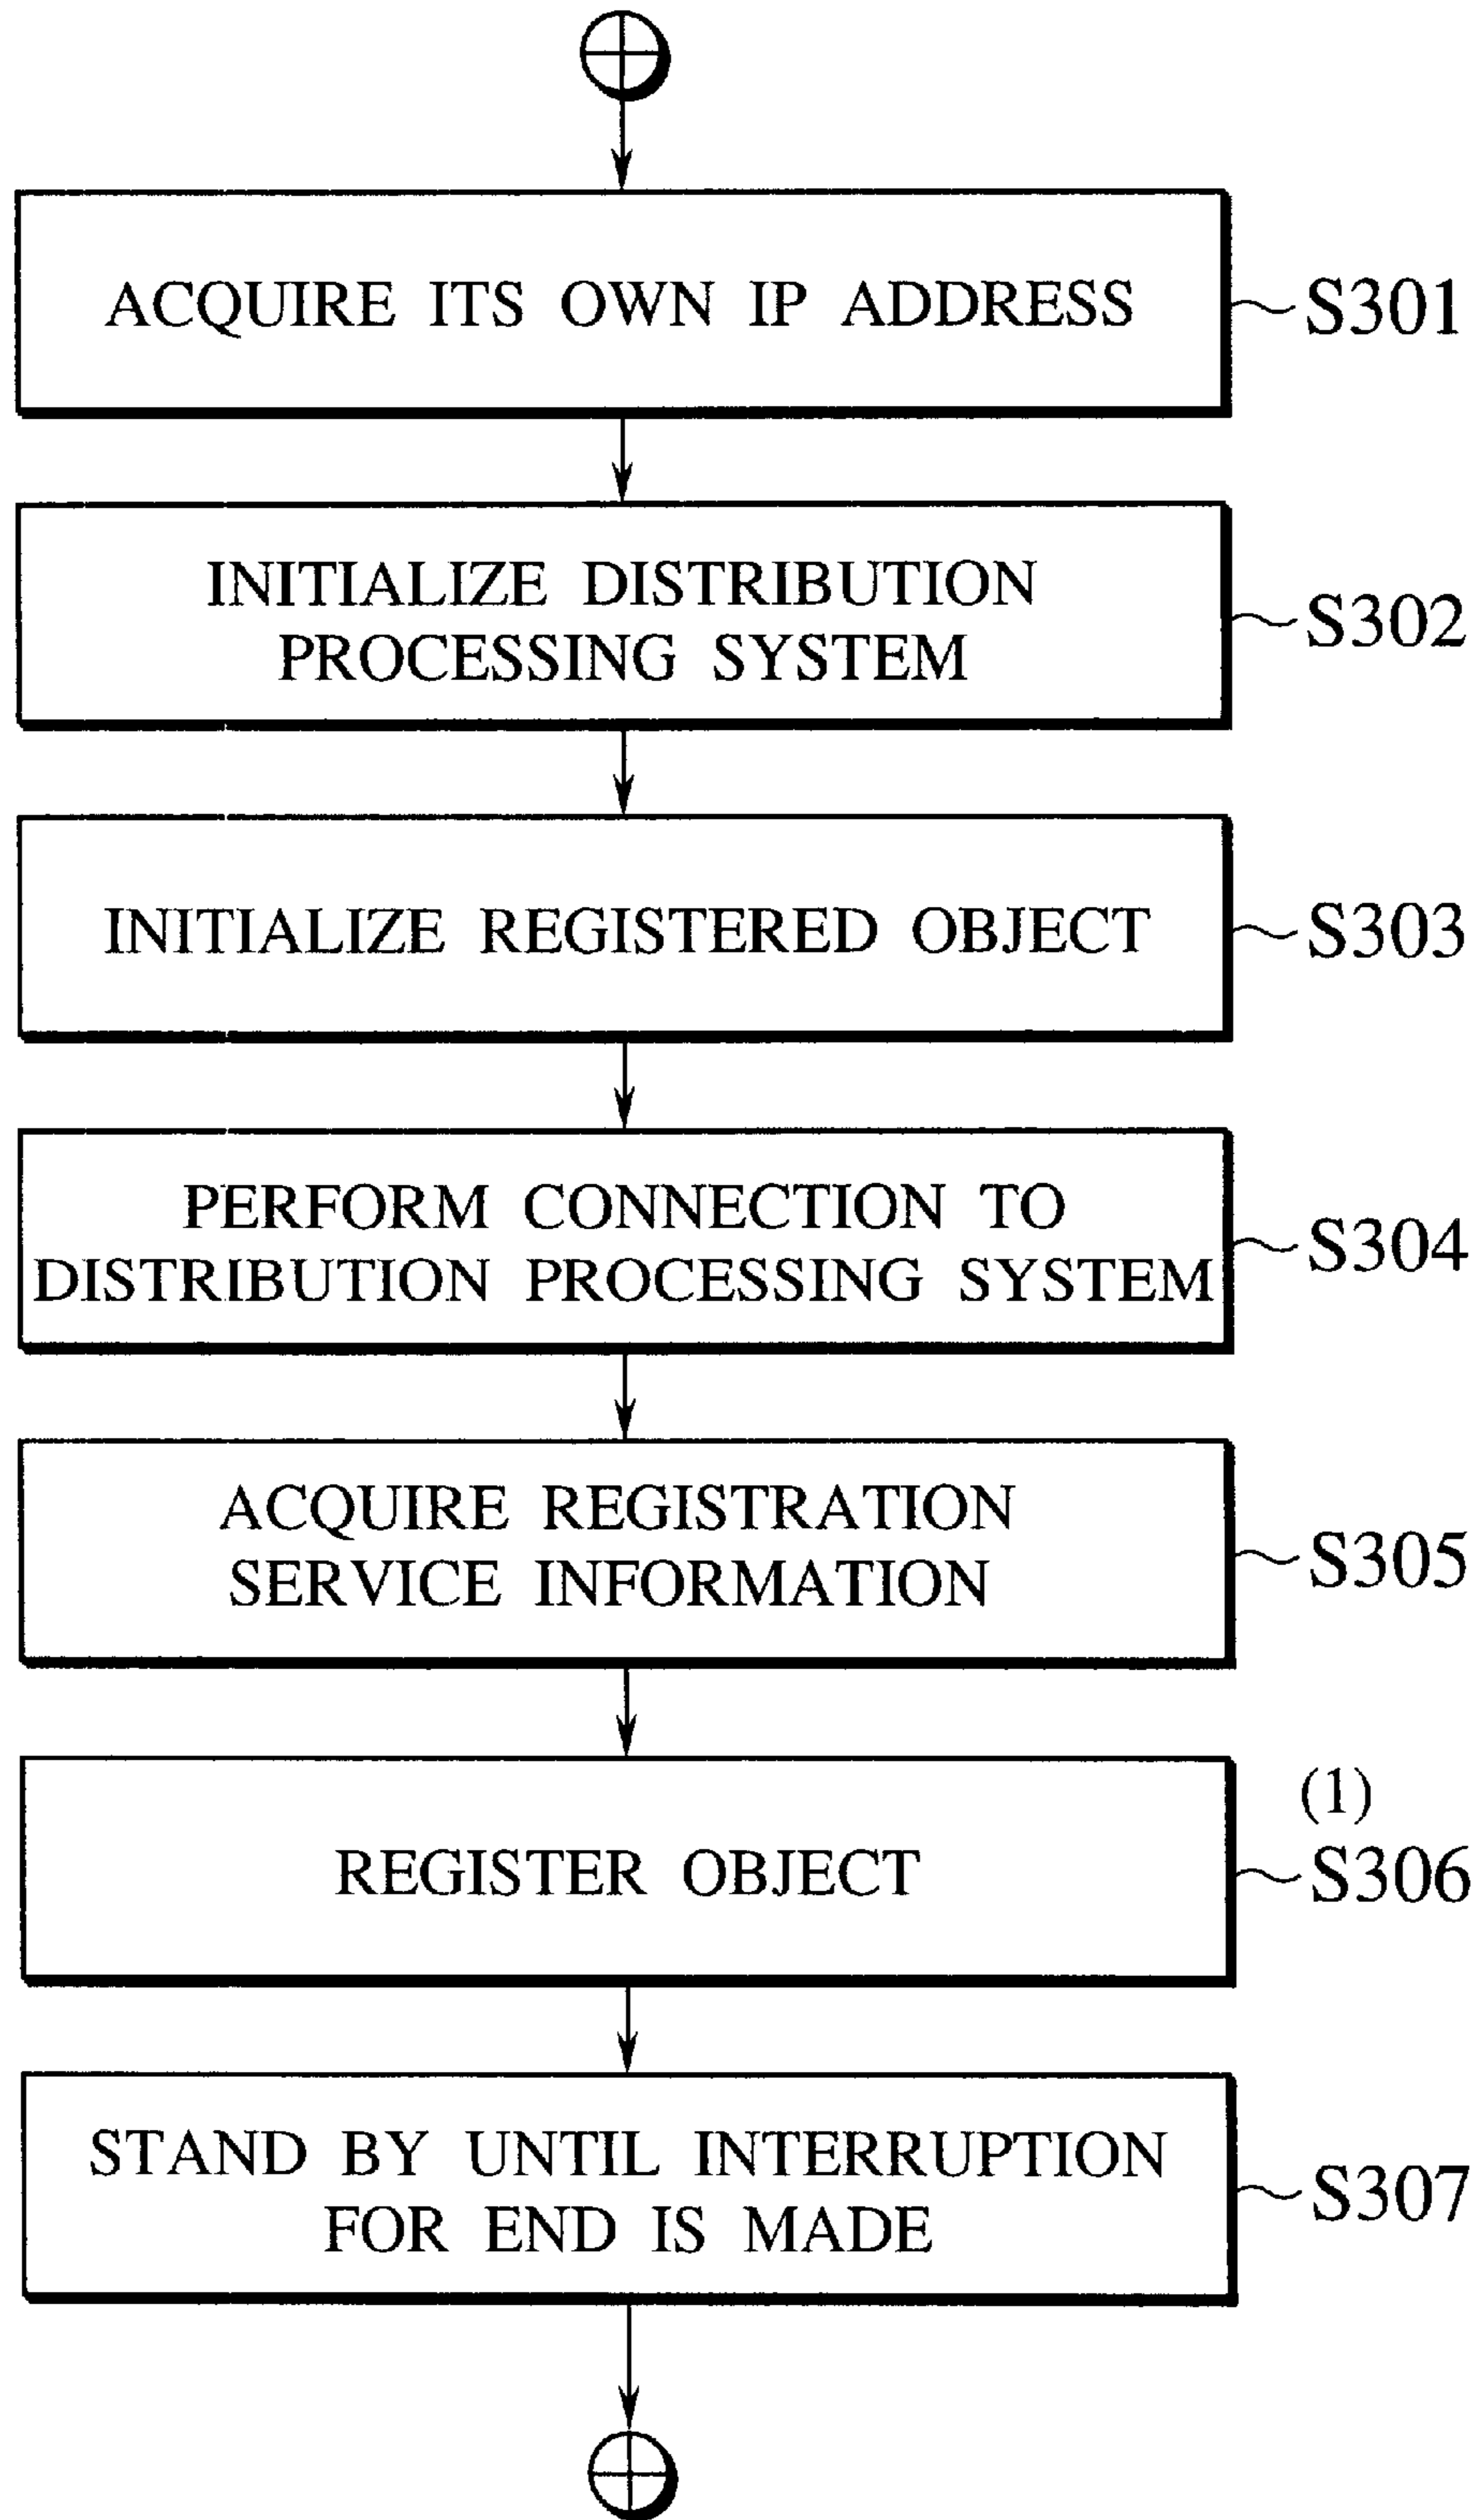 ACQUIRE ITS OWN IP ADDRESS
S301
INITIALIZE DISTRIBUTION
PROCESSING SYSTEM
S302
INITIALIZE REGISTERED OBJECT
S303
PERFORM CONNECTION TO
DISTRIBUTION PROCESSING SYSTEM
S304
ACQUIRE REGISTRATION
SERVICE INFORMATION
S305
REGISTER OBJECT
(1)
S306
STAND BY UNTIL INTERRUPTION
FOR END IS MADE
S307